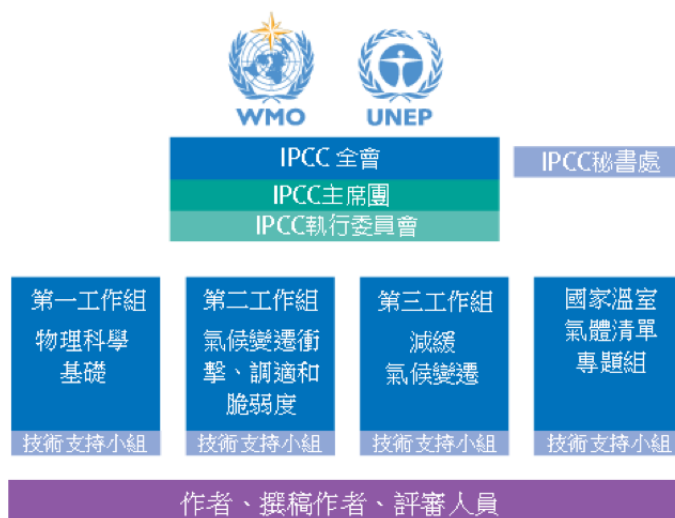 WMO
UNEP
IPCC 全會
IPCC秘書處
IPCC主席團
IPCC執行委員會
第一工作組
物理科學
基礎
技術支持小組
第二工作組
氣候變遷衝
擊、調適和
脆弱度
技術支持小組
第三工作組
減緩
氣候變遷
技術支持小組
國家溫室
氣體清單
專題組
技術支持小組
作者、撰稿作者、評審人員